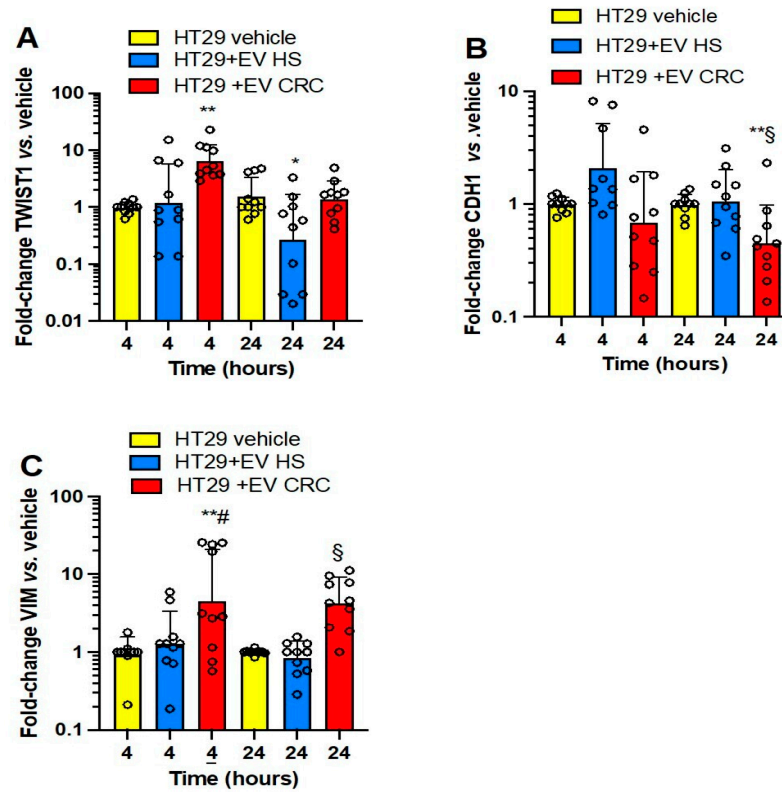 A
HT29 vehicle
HT29+EV HS
HT29 +EV CRC
Fold-change TWIST1 vs. vehicle
100
10
1
0.1
0.01
**
*
4 4 4 24 24 24
Time (hours)
B
HT29 vehicle
HT29+EV HS
HT29 +EV CRC
Fold-change CDH1 vs .vehicle
10
1
0.1
**§
4 4 4 24 24 24
Time (hours)
C
HT29 vehicle
HT29+EV HS
HT29 +EV CRC
Fold-change VIM vs. vehicle
100
10
1
0.1
**#
§
4 4 4 24 24 24
Time (hours)